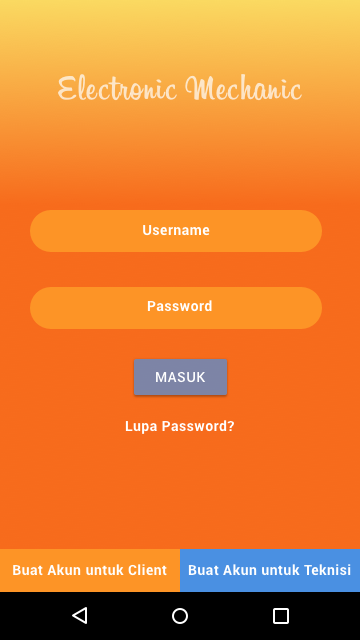 Electronic Mechanic
Username
Password
MASUK
Lupa Password?
Buat Akun untuk Client
Buat Akun untuk Teknisi